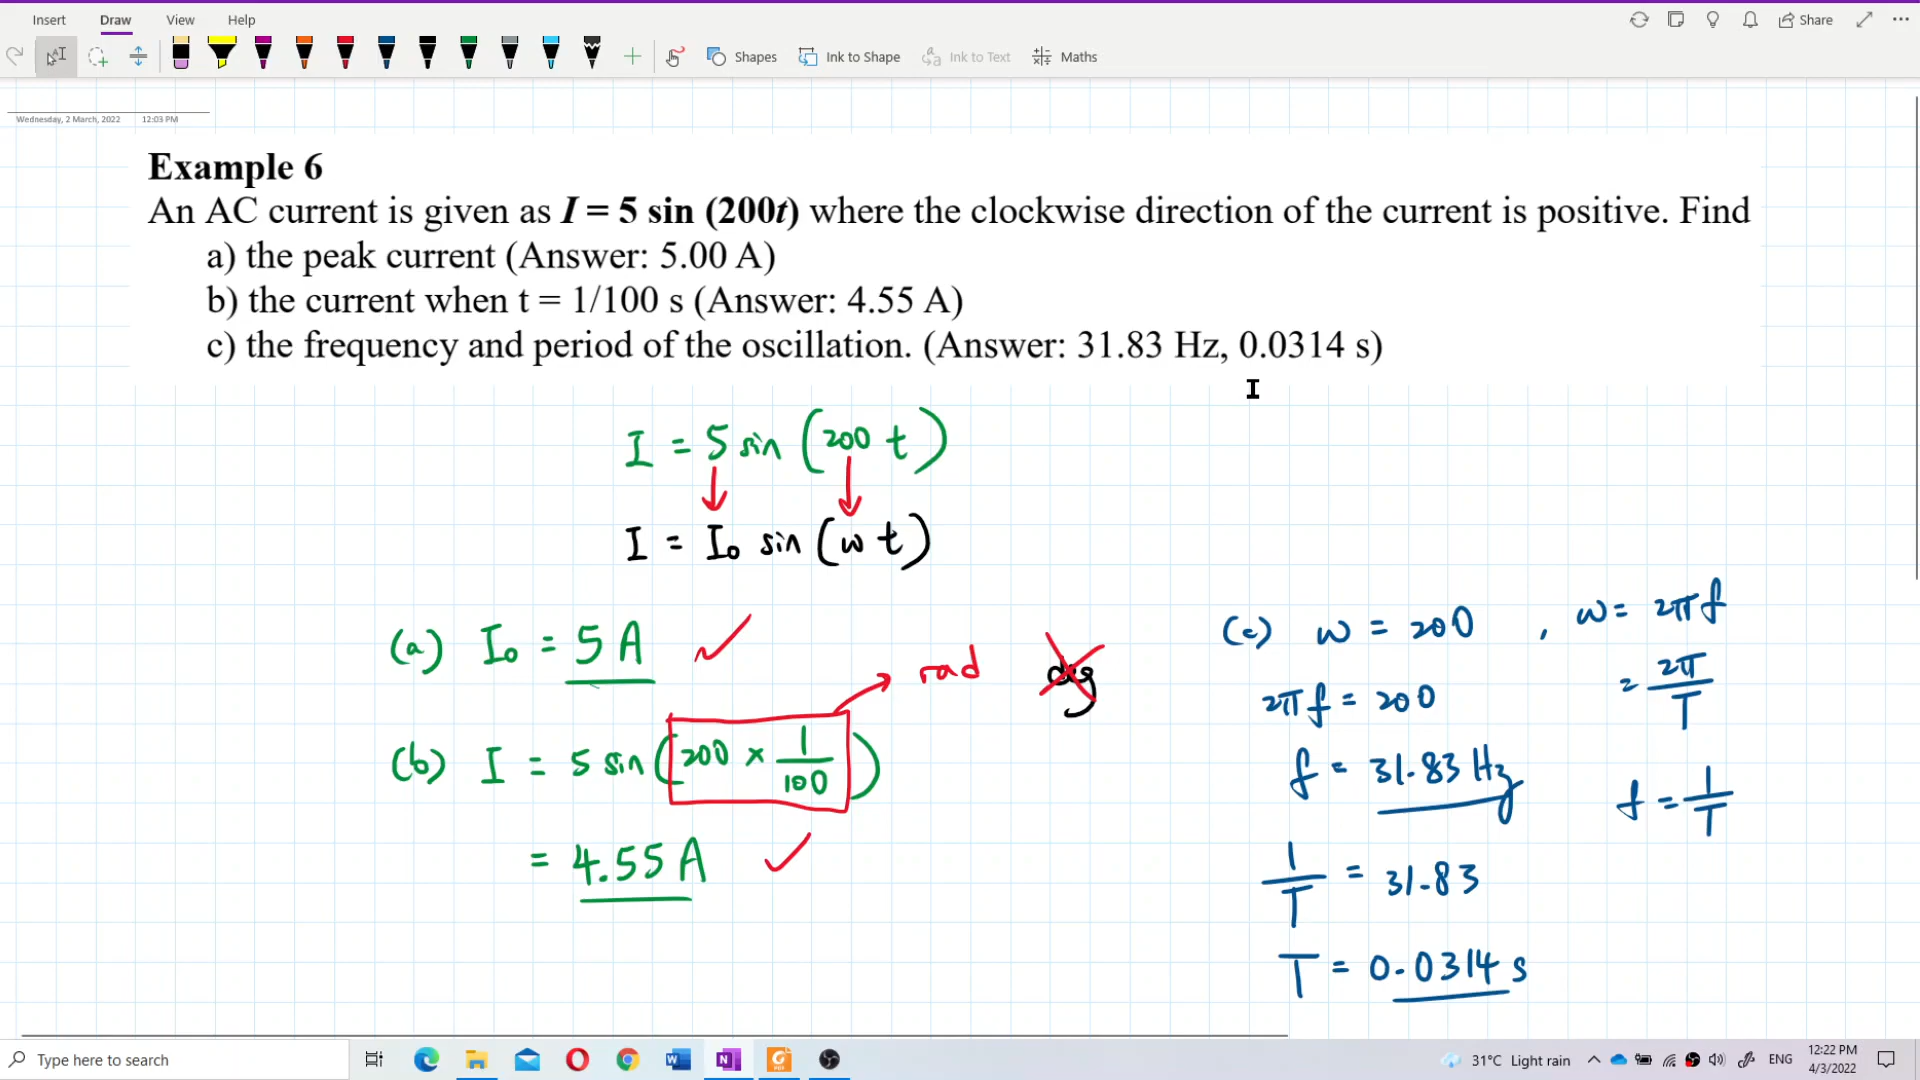 Insert Draw View Help
Share
Shapes Ink to Shape Ink to Text Maths
Wednesday, 2 March, 2022 12:03 PM
Example 6
An AC current is given as I = 5 sin (200t) where the clockwise direction of the current is positive. Find
a) the peak current (Answer: 5.00 A)
b) the current when t = 1/100 s (Answer: 4.55 A)
c) the frequency and period of the oscillation. (Answer: 31.83 Hz, 0.0314 s)
I = 5 sin (200 t)
I = I₀ sin (ω t)
(a) I₀ = 5 A
rad deg
(b) I = 5 sin (200 × 1/100)
= 4.55 A
(c) ω = 200 , ω = 2πf
= 2π/T
2πf = 200
f = 31.83 Hz
f = 1/T
1/T = 31.83
T = 0.0314 s
Type here to search
31°C Light rain
ENG
12:22 PM
4/3/2022